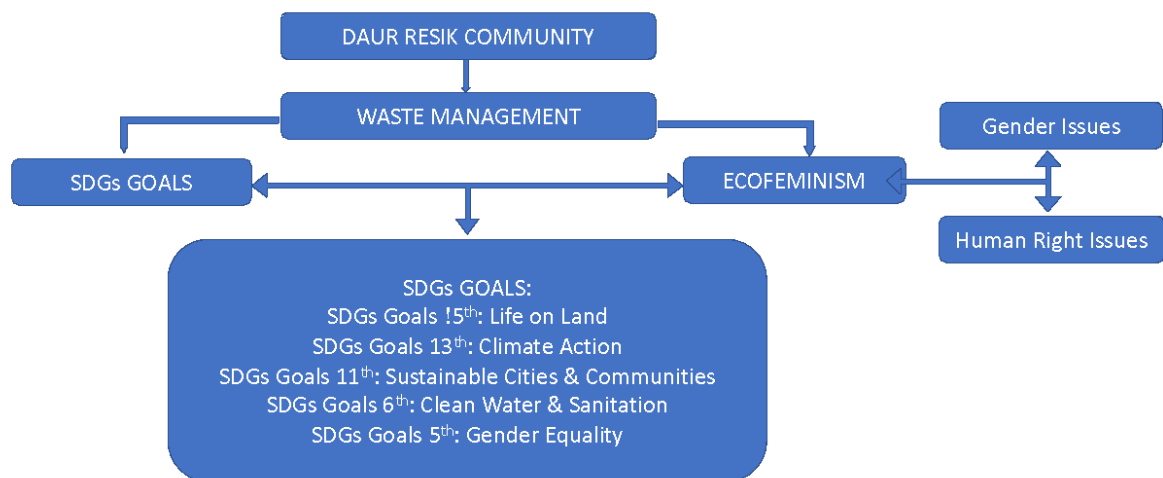 DAUR RESIK COMMUNITY
WASTE MANAGEMENT
Gender Issues
SDGs GOALS
ECOFEMINISM
Human Right Issues
SDGs GOALS:
SDGs Goals !5th: Life on Land
SDGs Goals 13th: Climate Action
SDGs Goals 11th: Sustainable Cities & Communities
SDGs Goals 6th: Clean Water & Sanitation
SDGs Goals 5th: Gender Equality